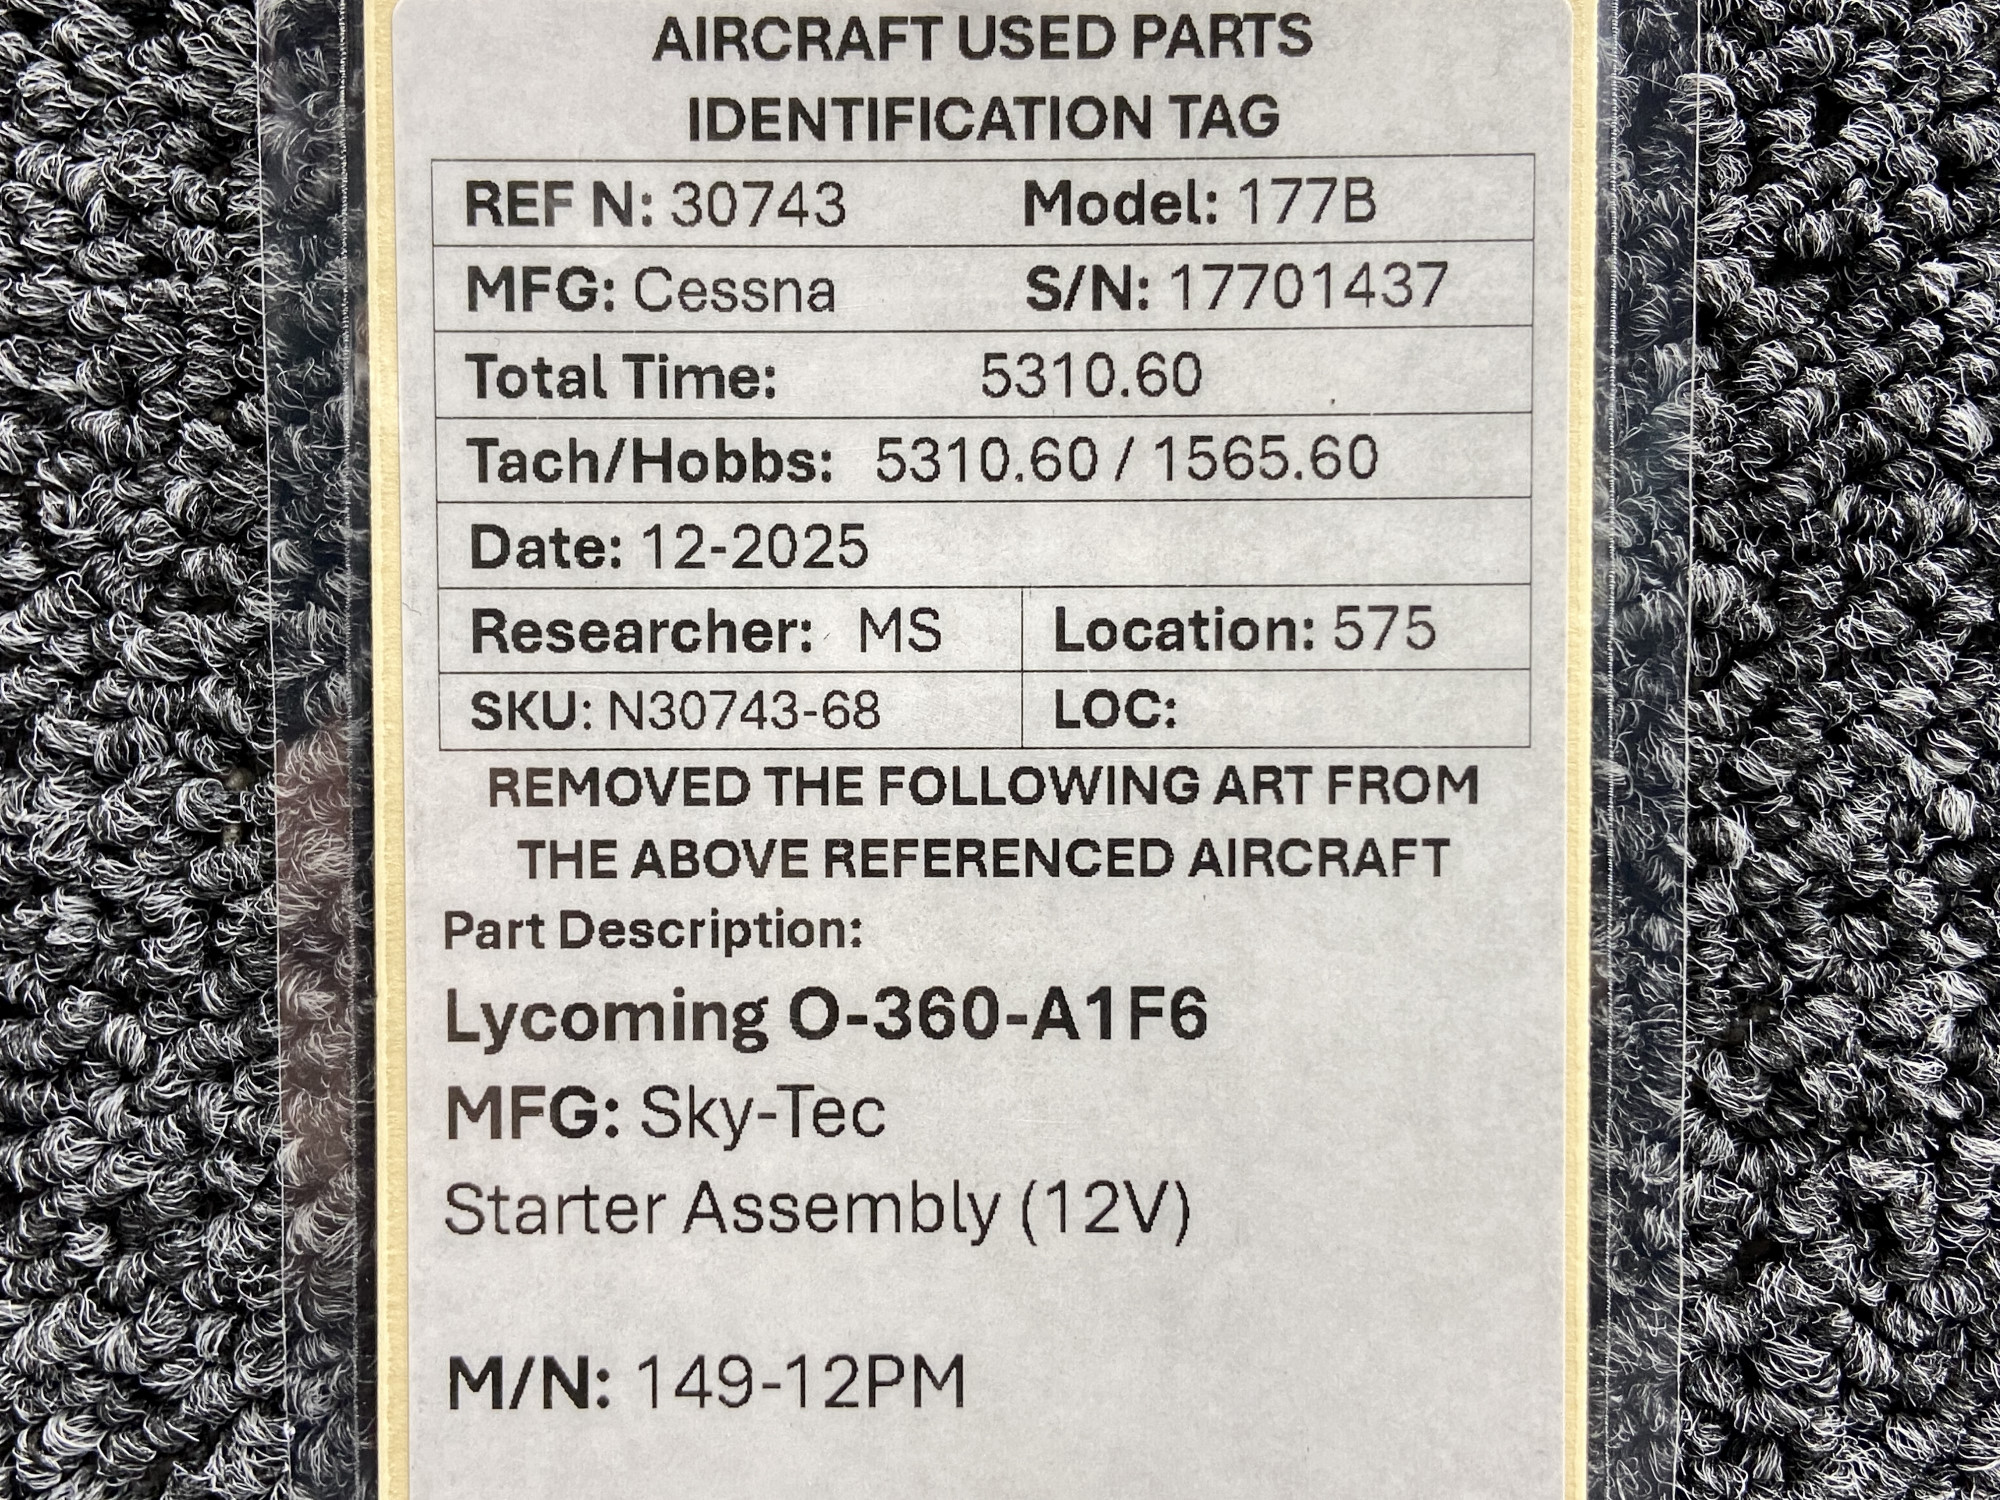 AIRCRAFT USED PARTS
IDENTIFICATION TAG
REF N: 30743 Model: 177B
MFG: Cessna S/N: 17701437
Total Time: 5310.60
Tach/Hobbs: 5310.60 / 1565.60
Date: 12-2025
Researcher: MS Location: 575
SKU: N30743-68 LOC:
REMOVED THE FOLLOWING ART FROM
THE ABOVE REFERENCED AIRCRAFT
Part Description:
Lycoming O-360-A1F6
MFG: Sky-Tec
Starter Assembly (12V)
M/N: 149-12PM